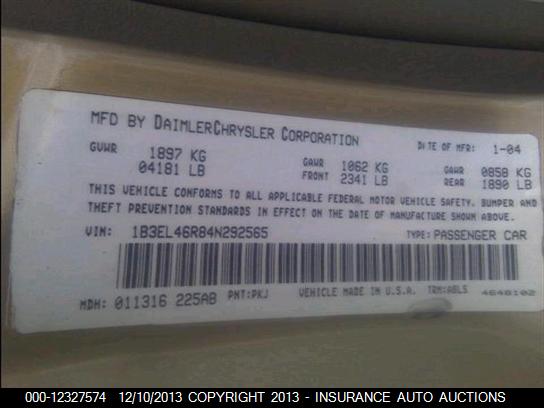 MFD BY DAIMLERCHRYSLER CORPORATION DATE OF MFR: 1-04
GVWR 1897 KG GAWR 1062 KG GAWR 0858 KG
04181 LB FRONT 2341 LB REAR 1890 LB
THIS VEHICLE CONFORMS TO ALL APPLICABLE FEDERAL MOTOR VEHICLE SAFETY, BUMPER AND
THEFT PREVENTION STANDARDS IN EFFECT ON THE DATE OF MANUFACTURE SHOWN ABOVE.
VIN: 1B3EL46R84N292565 TYPE: PASSENGER CAR
MDH: 011316 225AB PNT:PKJ VEHICLE MADE IN U.S.A. TRM:ABL5 4648102
000-12327574 12/10/2013 COPYRIGHT 2013 - INSURANCE AUTO AUCTIONS